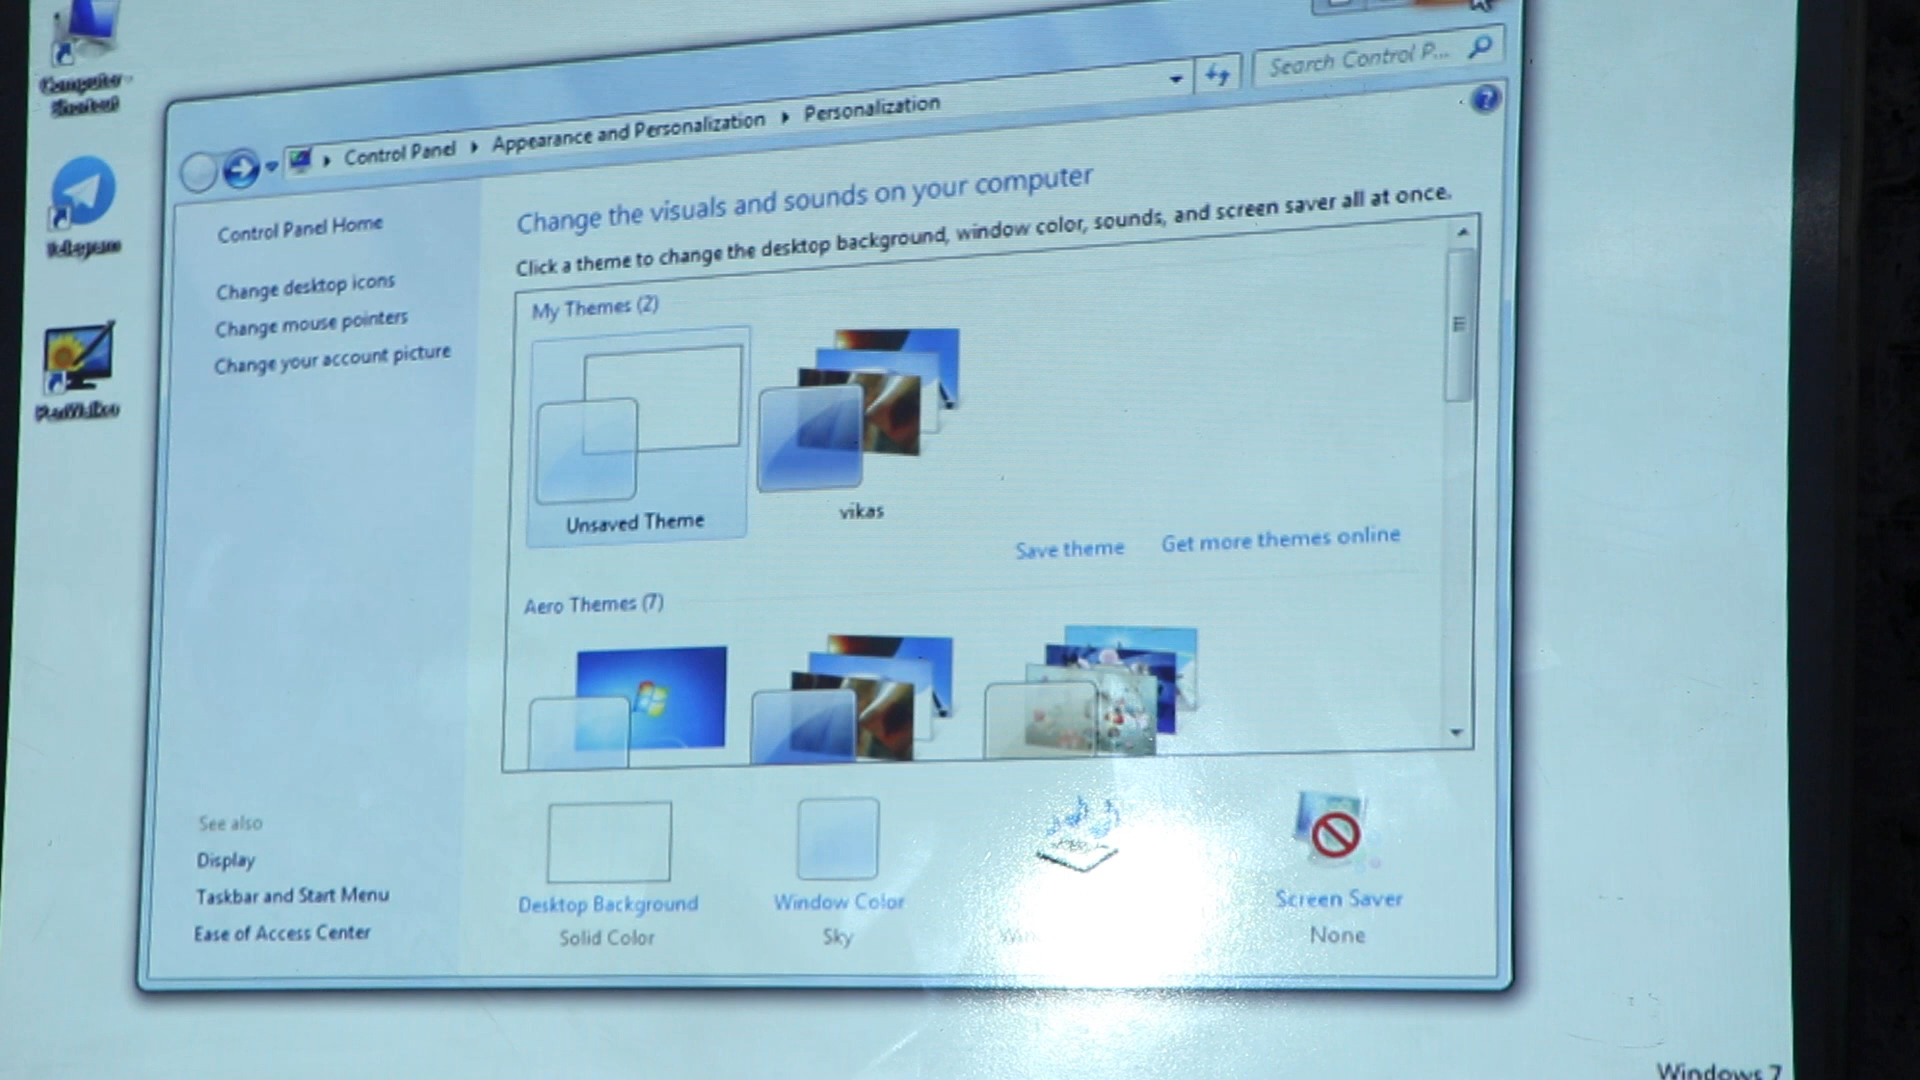 Search Control P...
Control Panel ▸ Appearance and Personalization ▸ Personalization
Telegram
Control Panel Home
Change desktop icons
Change mouse pointers
Change your account picture
Change the visuals and sounds on your computer
Click a theme to change the desktop background, window color, sounds, and screen saver all at once.
My Themes (2)
Unsaved Theme
vikas
Save theme
Get more themes online
Aero Themes (7)
See also
Display
Taskbar and Start Menu
Ease of Access Center
Desktop Background
Solid Color
Window Color
Sky
Screen Saver
None
Windows 7